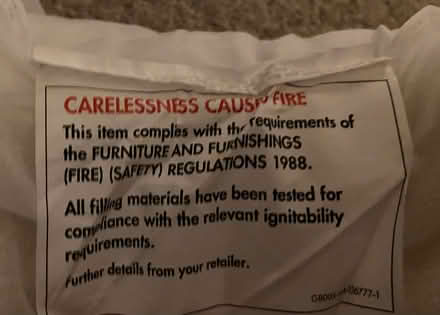 CARELESSNESS CAUSES FIRE
This item complies with the requirements of
the FURNITURE AND FURNISHINGS
(FIRE) (SAFETY) REGULATIONS 1988.
All filling materials have been tested for
compliance with the relevant ignitability
requirements.
Further details from your retailer.